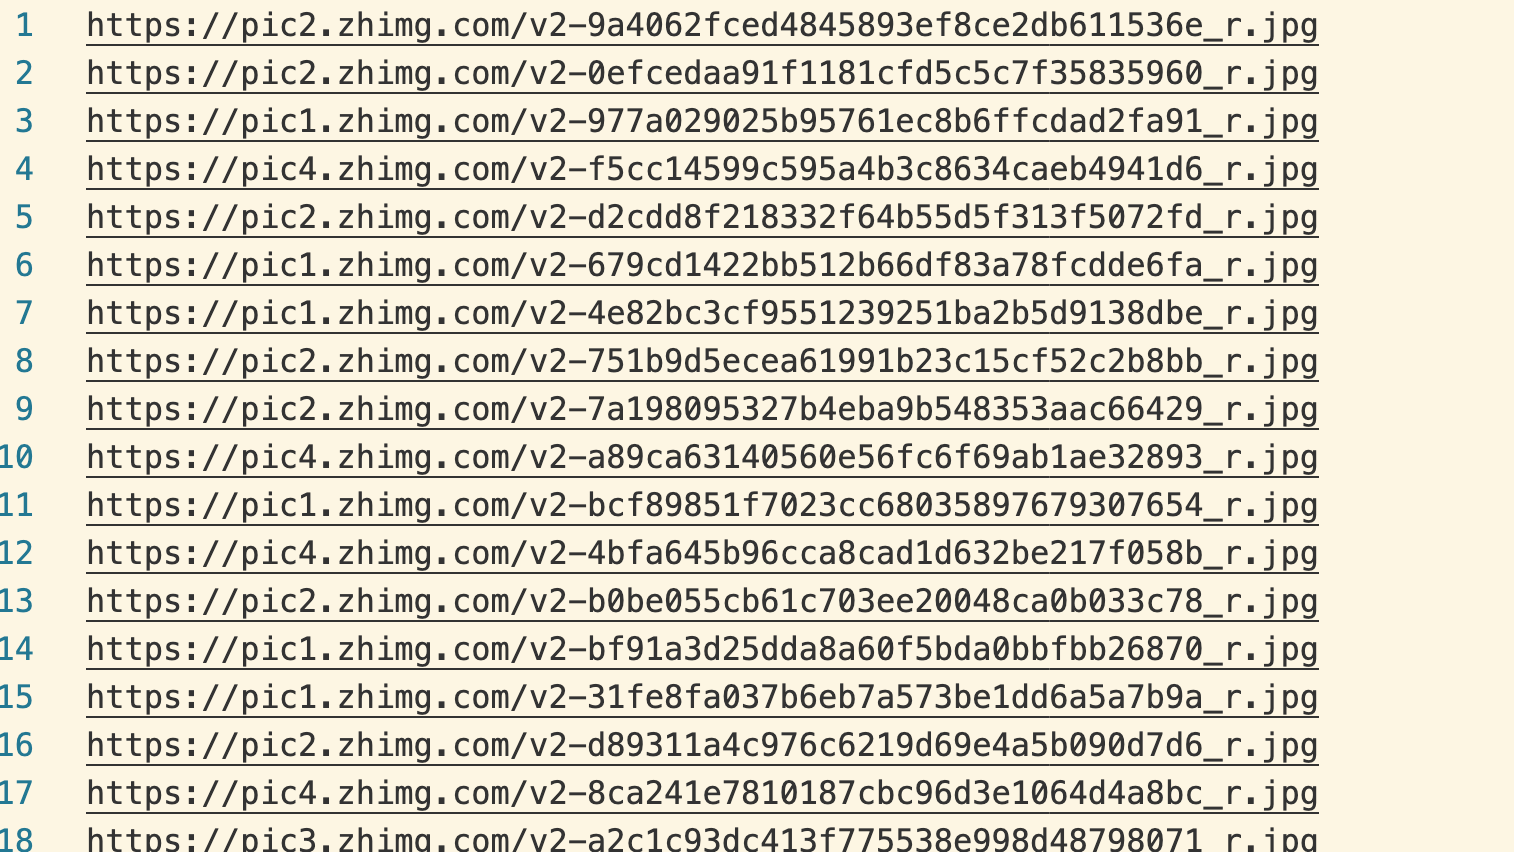 1 https://pic2.zhimg.com/v2-9a4062fced4845893ef8ce2db611536e_r.jpg
2 https://pic2.zhimg.com/v2-0efcedaa91f1181cfd5c5c7f35835960_r.jpg
3 https://pic1.zhimg.com/v2-977a029025b95761ec8b6ffcdad2fa91_r.jpg
4 https://pic4.zhimg.com/v2-f5cc14599c595a4b3c8634caeb4941d6_r.jpg
5 https://pic2.zhimg.com/v2-d2cdd8f218332f64b55d5f313f5072fd_r.jpg
6 https://pic1.zhimg.com/v2-679cd1422bb512b66df83a78fcdde6fa_r.jpg
7 https://pic1.zhimg.com/v2-4e82bc3cf9551239251ba2b5d9138dbe_r.jpg
8 https://pic2.zhimg.com/v2-751b9d5ecea61991b23c15cf52c2b8bb_r.jpg
9 https://pic2.zhimg.com/v2-7a198095327b4eba9b548353aac66429_r.jpg
10 https://pic4.zhimg.com/v2-a89ca63140560e56fc6f69ab1ae32893_r.jpg
11 https://pic1.zhimg.com/v2-bcf89851f7023cc68035897679307654_r.jpg
12 https://pic4.zhimg.com/v2-4bfa645b96cca8cad1d632be217f058b_r.jpg
13 https://pic2.zhimg.com/v2-b0be055cb61c703ee20048ca0b033c78_r.jpg
14 https://pic1.zhimg.com/v2-bf91a3d25dda8a60f5bda0bbfbb26870_r.jpg
15 https://pic1.zhimg.com/v2-31fe8fa037b6eb7a573be1dd6a5a7b9a_r.jpg
16 https://pic2.zhimg.com/v2-d89311a4c976c6219d69e4a5b090d7d6_r.jpg
17 https://pic4.zhimg.com/v2-8ca241e7810187cbc96d3e1064d4a8bc_r.jpg
18 https://pic3.zhimg.com/v2-a2c1c93dc413f775538e998d48798071_r.jpg